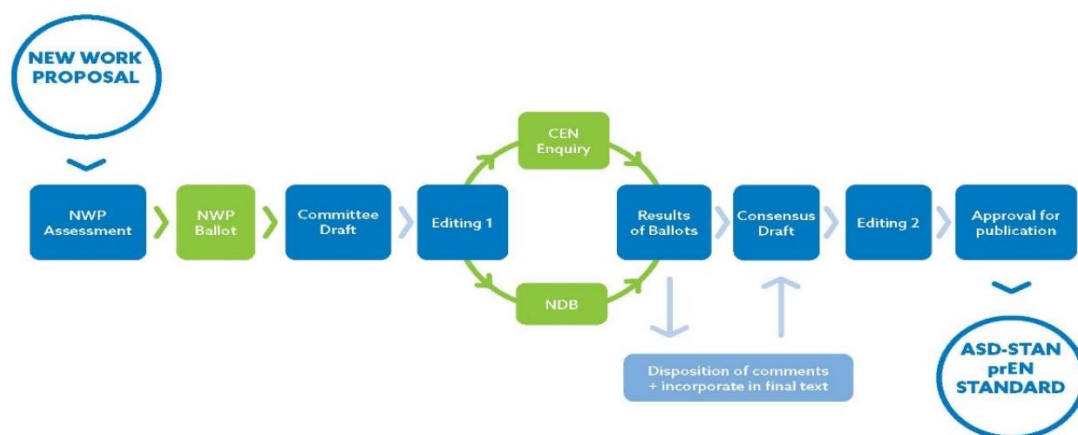 NEW WORK
PROPOSAL
NWP
Assessment
NWP
Ballot
Committee
Draft
Editing 1
CEN
Enquiry
NDB
Results
of Ballots
Consensus
Draft
Editing 2
Approval for
publication
Disposition of comments
+ incorporate in final text
ASD-STAN
prEN
STANDARD